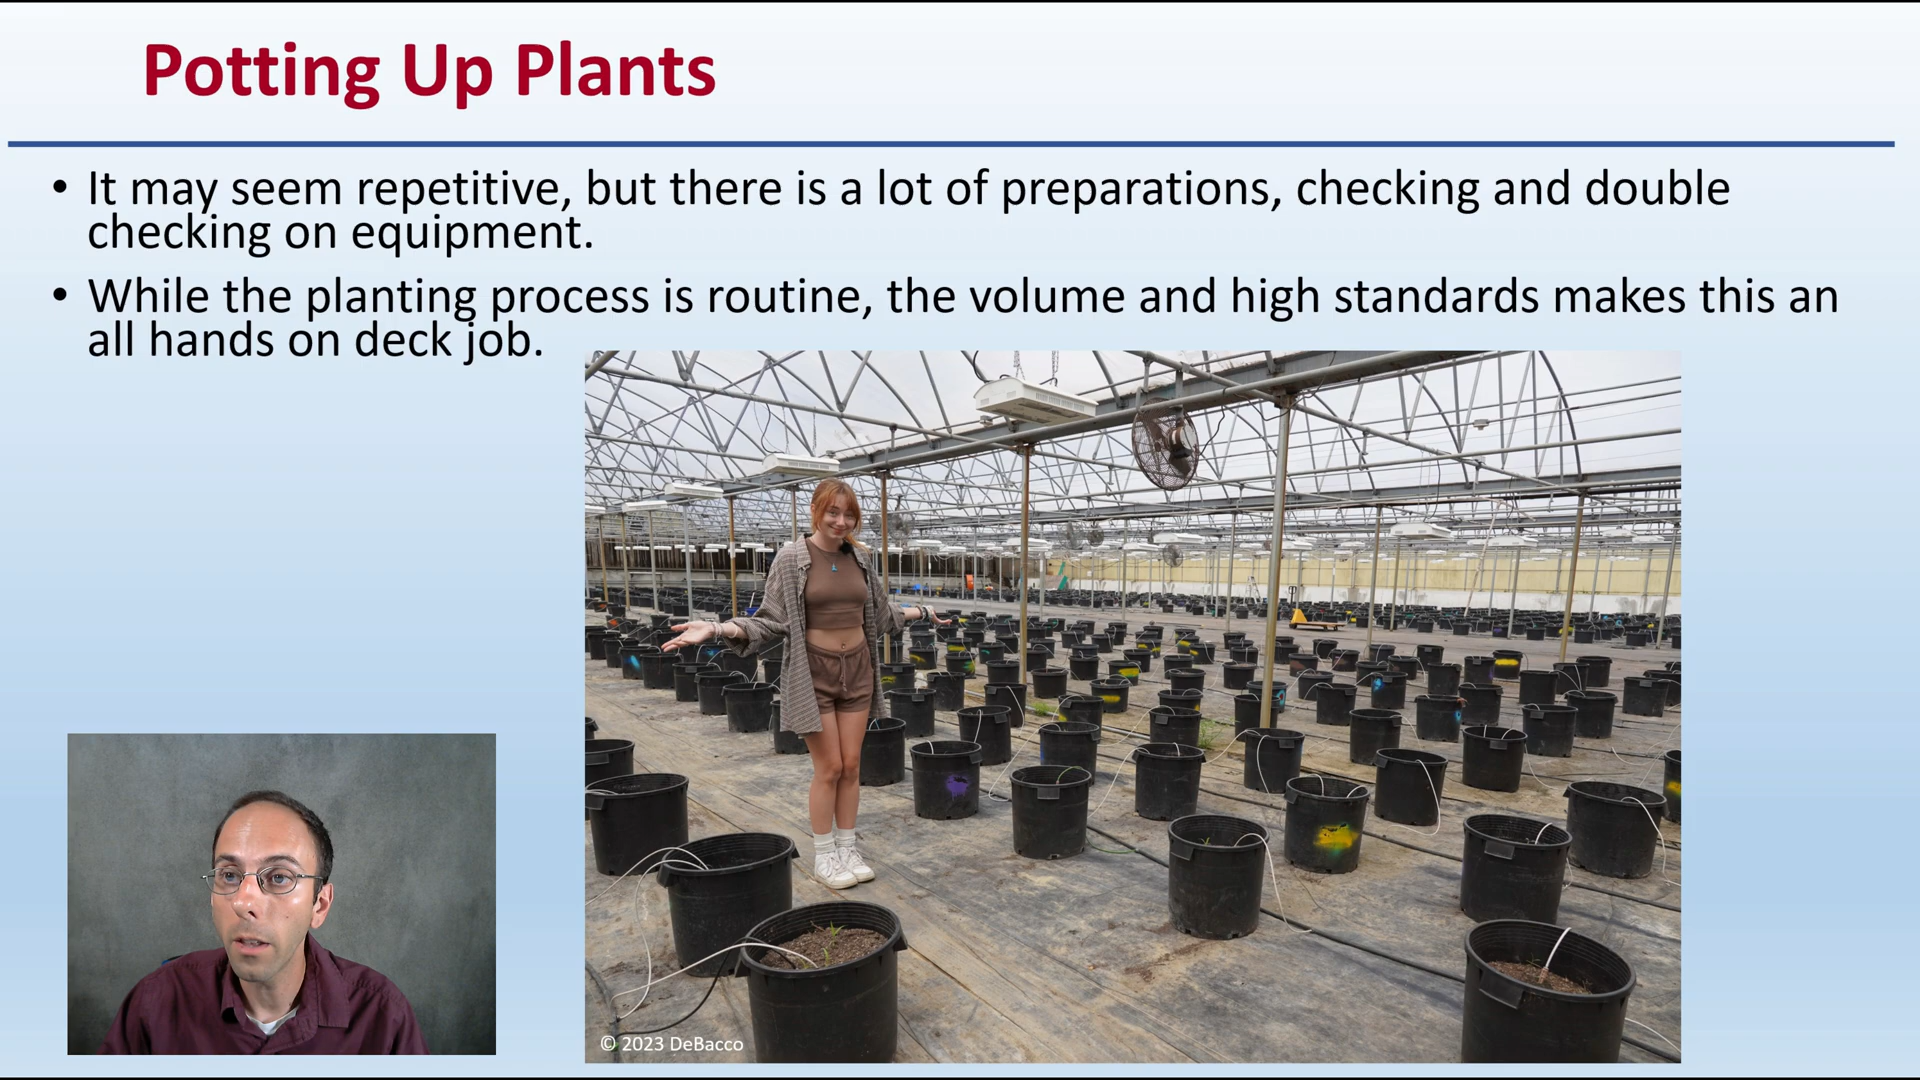 Potting Up Plants
• It may seem repetitive, but there is a lot of preparations, checking and double
checking on equipment.
• While the planting process is routine, the volume and high standards makes this an
all hands on deck job.
© 2023 DeBacco